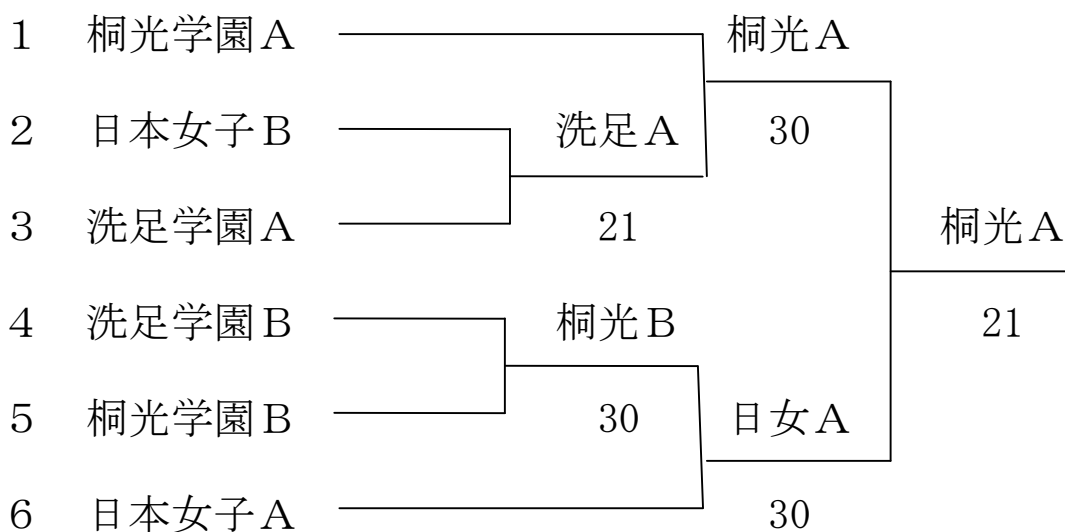 1 桐光学園A 桐光A
2 日本女子B 洗足A 30
3 洗足学園A 21 桐光A
4 洗足学園B 桐光B 21
5 桐光学園B 30 日女A
6 日本女子A 30